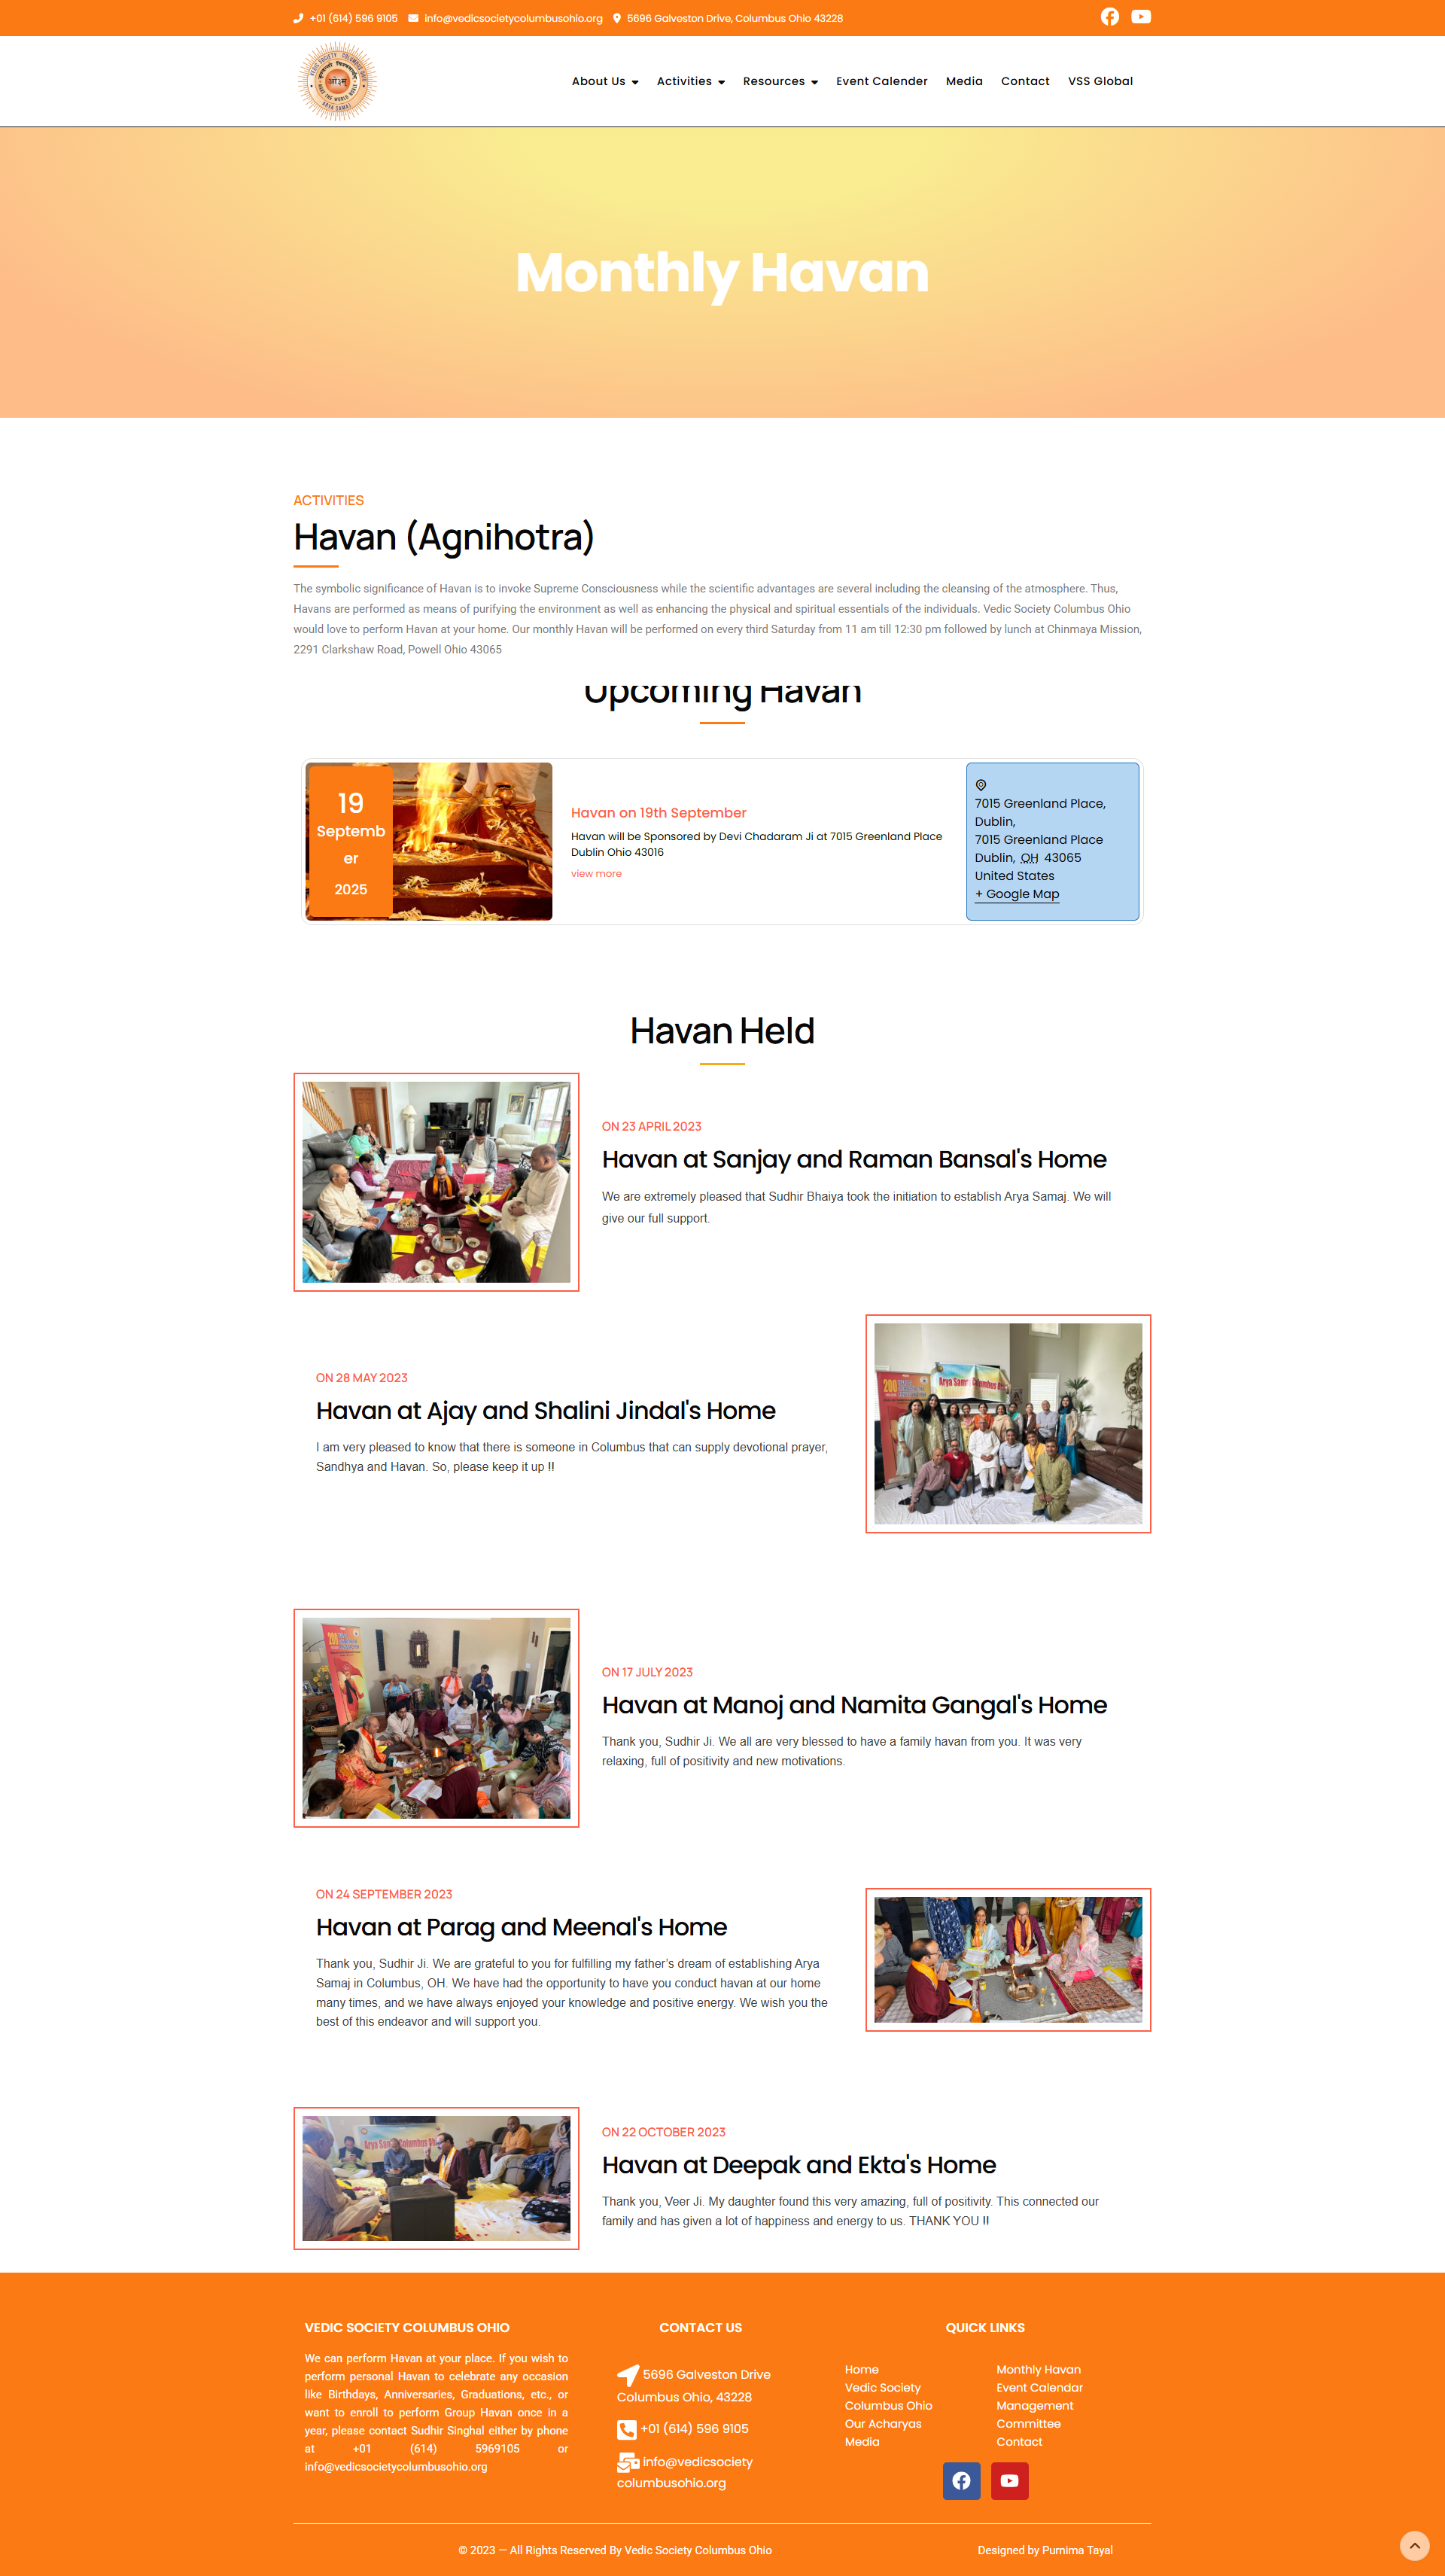 +01 (614) 596 9105 info@vedicsocietycolumbusohio.org 5696 Galveston Drive, Columbus Ohio 43228
VEDIC SOCIETY COLUMBUS OHIO
ARYA SAMAJ
About Us Activities Resources Event Calender Media Contact VSS Global
Monthly Havan
ACTIVITIES
Havan (Agnihotra)
The symbolic significance of Havan is to invoke Supreme Consciousness while the scientific advantages are several including the cleansing of the atmosphere. Thus,
Havans are performed as means of purifying the environment as well as enhancing the physical and spiritual essentials of the individuals. Vedic Society Columbus Ohio
would love to perform Havan at your home. Our monthly Havan will be performed on every third Saturday from 11 am till 12:30 pm followed by lunch at Chinmaya Mission,
2291 Clarkshaw Road, Powell Ohio 43065
Upcoming Havan
19
Septemb
er
2025
Havan on 19th September
Havan will be Sponsored by Devi Chadaram Ji at 7015 Greenland Place
Dublin Ohio 43016
view more
7015 Greenland Place,
Dublin,
7015 Greenland Place
Dublin, OH 43065
United States
+ Google Map
Havan Held
ON 23 APRIL 2023
Havan at Sanjay and Raman Bansal's Home
We are extremely pleased that Sudhir Bhaiya took the initiation to establish Arya Samaj. We will
give our full support.
ON 28 MAY 2023
Havan at Ajay and Shalini Jindal's Home
I am very pleased to know that there is someone in Columbus that can supply devotional prayer,
Sandhya and Havan. So, please keep it up !!
200
ON 17 JULY 2023
Havan at Manoj and Namita Gangal's Home
Thank you, Sudhir Ji. We all are very blessed to have a family havan from you. It was very
relaxing, full of positivity and new motivations.
ON 24 SEPTEMBER 2023
Havan at Parag and Meenal's Home
Thank you, Sudhir Ji. We are grateful to you for fulfilling my father's dream of establishing Arya
Samaj in Columbus, OH. We have had the opportunity to have you conduct havan at our home
many times, and we have always enjoyed your knowledge and positive energy. We wish you the
best of this endeavor and will support you.
ON 22 OCTOBER 2023
Havan at Deepak and Ekta's Home
Thank you, Veer Ji. My daughter found this very amazing, full of positivity. This connected our
family and has given a lot of happiness and energy to us. THANK YOU !!
VEDIC SOCIETY COLUMBUS OHIO
We can perform Havan at your place. If you wish to
perform personal Havan to celebrate any occasion
like Birthdays, Anniversaries, Graduations, etc., or
want to enroll to perform Group Havan once in a
year, please contact Sudhir Singhal either by phone
at +01 (614) 5969105 or
info@vedicsocietycolumbusohio.org
CONTACT US
5696 Galveston Drive
Columbus Ohio, 43228
+01 (614) 596 9105
info@vedicsociety
columbusohio.org
QUICK LINKS
Home
Vedic Society
Columbus Ohio
Our Acharyas
Media
Monthly Havan
Event Calendar
Management
Committee
Contact
© 2023 — All Rights Reserved By Vedic Society Columbus Ohio
Designed by Purnima Tayal